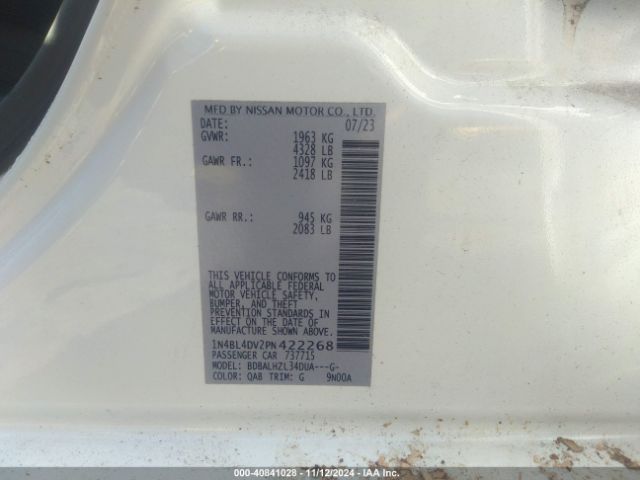 MFD BY NISSAN MOTOR CO., LTD.
DATE: 07/23
GVWR: 1963 KG
4328 LB
GAWR FR.: 1097 KG
2418 LB
GAWR RR.: 945 KG
2083 LB
THIS VEHICLE CONFORMS TO
ALL APPLICABLE FEDERAL
MOTOR VEHICLE SAFETY,
BUMPER, AND THEFT
PREVENTION STANDARDS IN
EFFECT ON THE DATE OF
MANUFACTURE SHOWN ABOVE.
1N4BL4DV2PN422268
PASSENGER CAR 737715
MODEL: BDBALHZL34DUA---G-
COLOR: QAB TRIM: G 9N00A
000-40841028 - 11/12/2024 - IAA Inc.